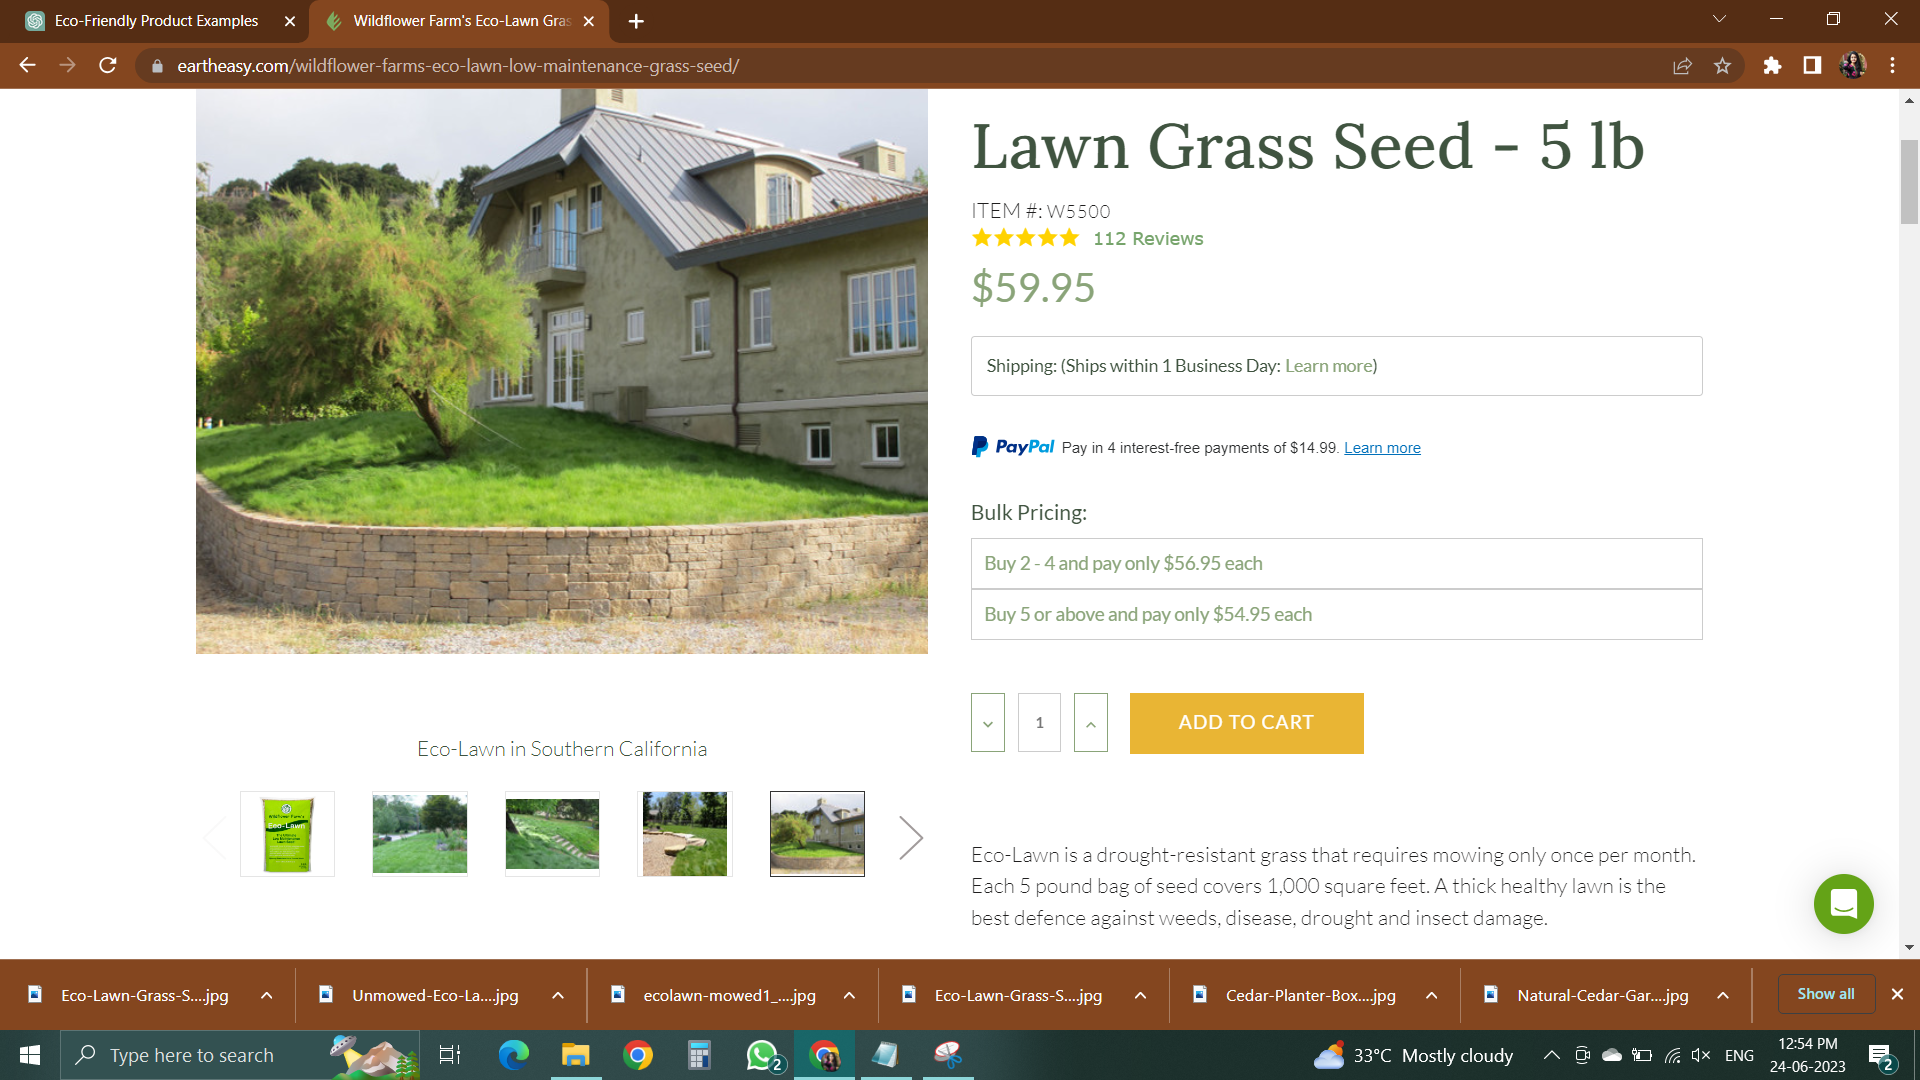 Eco-Friendly Product Examples
Wildflower Farm's Eco-Lawn Gras
eartheasy.com/wildflower-farms-eco-lawn-low-maintenance-grass-seed/
Lawn Grass Seed - 5 lb
ITEM #: W5500
112 Reviews
$59.95
Shipping: (Ships within 1 Business Day: Learn more)
PayPal Pay in 4 interest-free payments of $14.99. Learn more
Bulk Pricing:
Buy 2 - 4 and pay only $56.95 each
Buy 5 or above and pay only $54.95 each
1
ADD TO CART
Eco-Lawn in Southern California
Wildflower Farm's
Eco-Lawn
Eco-Lawn is a drought-resistant grass that requires mowing only once per month.
Each 5 pound bag of seed covers 1,000 square feet. A thick healthy lawn is the
best defence against weeds, disease, drought and insect damage.
Eco-Lawn-Grass-S....jpg
Unmowed-Eco-La....jpg
ecolawn-mowed1_....jpg
Eco-Lawn-Grass-S....jpg
Cedar-Planter-Box....jpg
Natural-Cedar-Gar....jpg
Show all
Type here to search
2
33°C Mostly cloudy
ENG
12:54 PM
24-06-2023
2